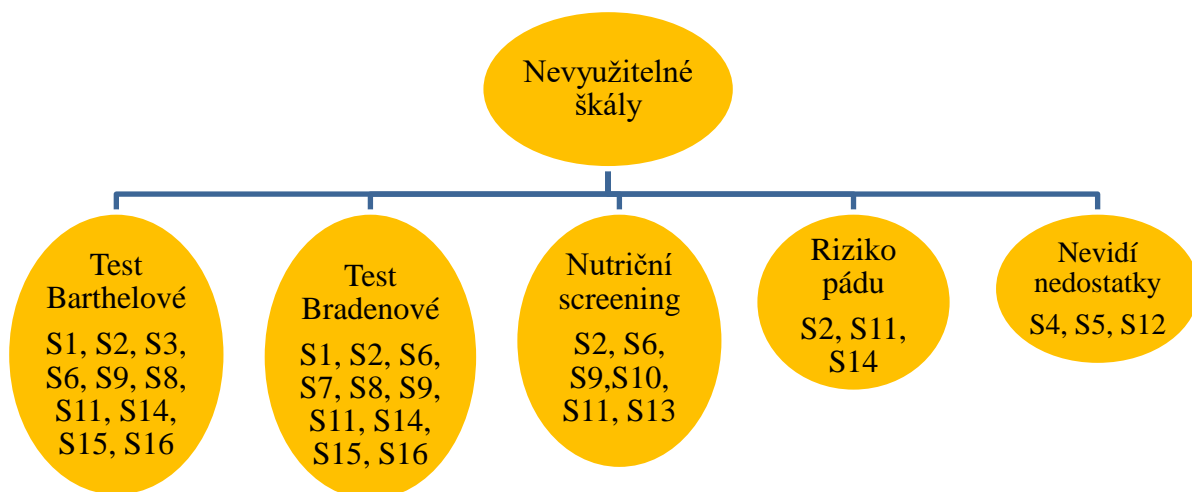 Nevyužitelné
škály
Test
Barthelové
S1, S2, S3,
S6, S9, S8,
S11, S14,
S15, S16
Test
Bradenové
S1, S2, S6,
S7, S8, S9,
S11, S14,
S15, S16
Nutriční
screening
S2, S6,
S9,S10,
S11, S13
Riziko
pádu
S2, S11,
S14
Nevidí
nedostatky
S4, S5, S12